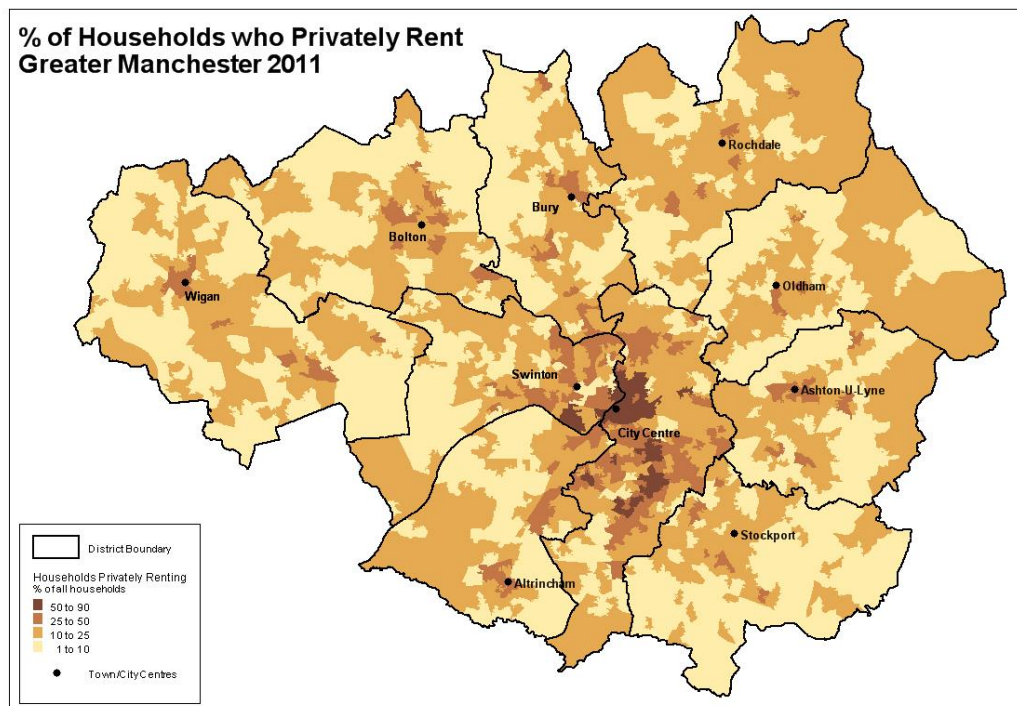 % of Households who Privately Rent
Greater Manchester 2011
Rochdale
Bury
Bolton
Wigan
Oldham
Swinton
Ashton-U-Lyne
City Centre
Stockport
Altrincham
District Boundary
Households Privately Renting
% of all households
50 to 90
25 to 50
10 to 25
1 to 10
Town/City Centres